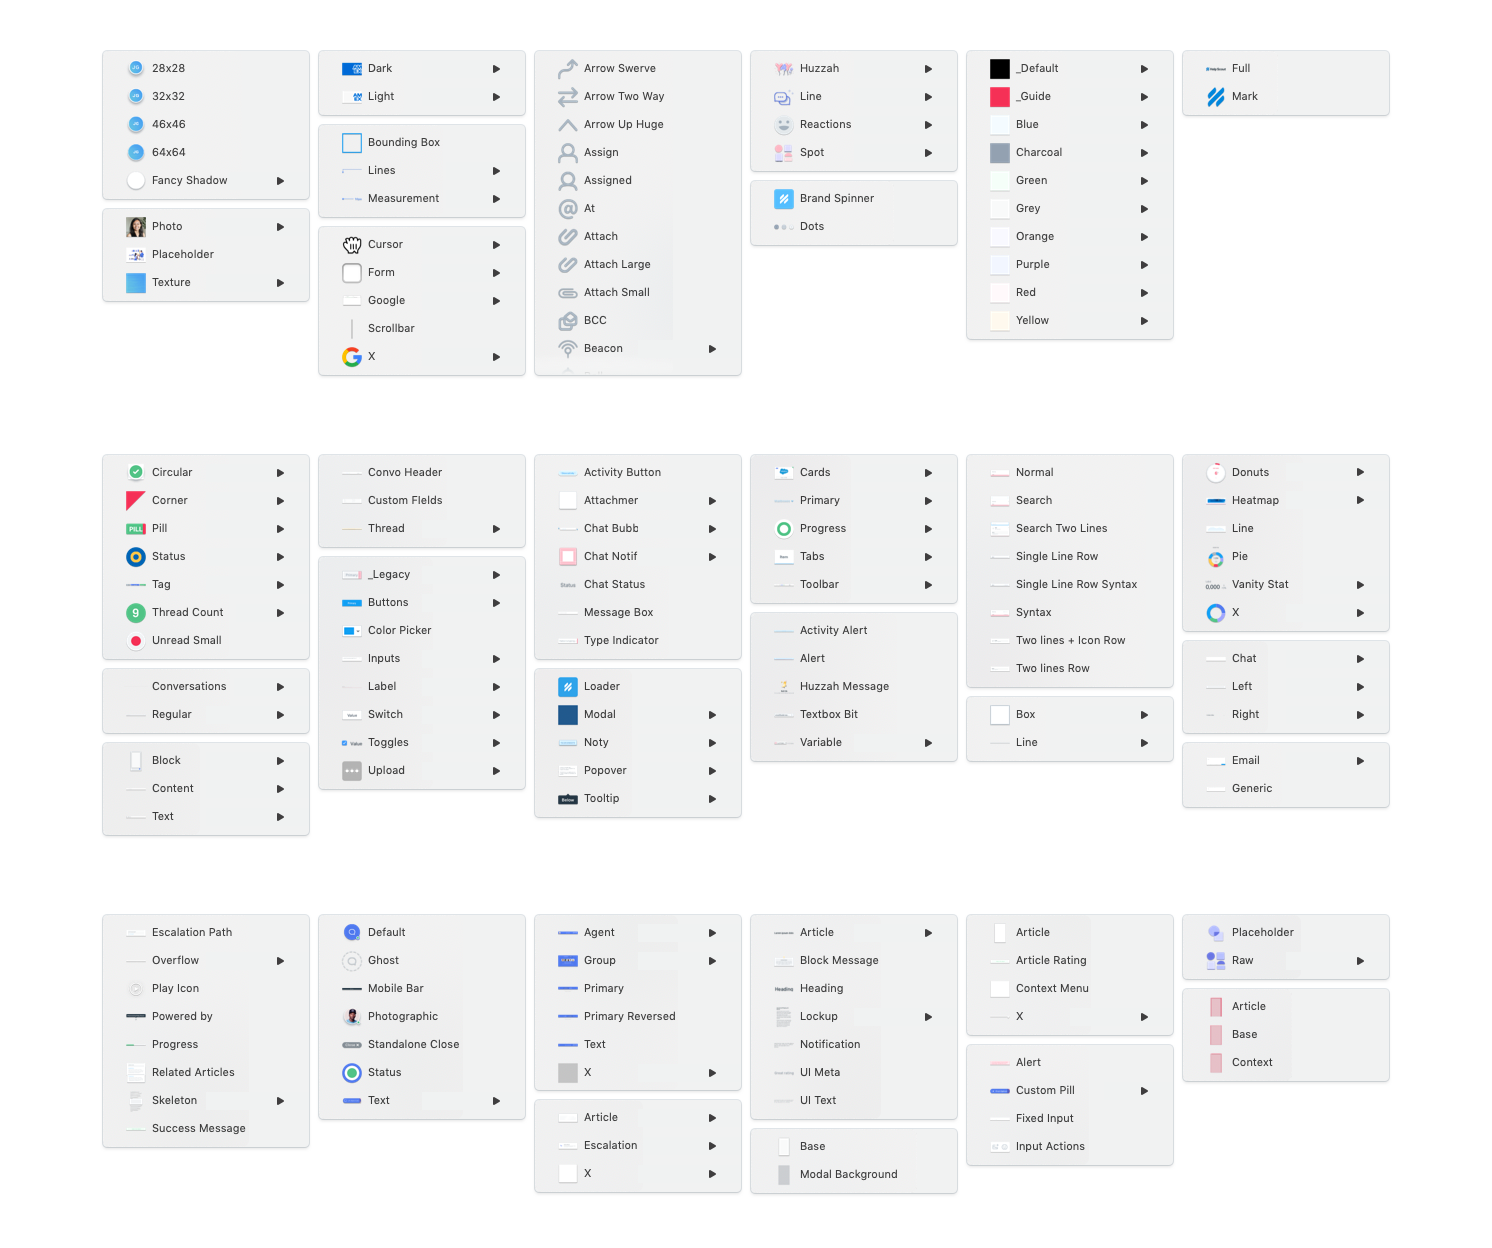 28x28
32x32
46x46
64x64
Fancy Shadow
Photo
Placeholder
Texture
Dark
Light
Bounding Box
Lines
Measurement
Cursor
Form
Google
Scrollbar
X
Arrow Swerve
Arrow Two Way
Arrow Up Huge
Assign
Assigned
At
Attach
Attach Large
Attach Small
BCC
Beacon
Huzzah
Line
Reactions
Spot
Brand Spinner
Dots
_Default
_Guide
Blue
Charcoal
Green
Grey
Orange
Purple
Red
Yellow
Full
Mark
Circular
Corner
PILL Pill
Status
Tag
9 Thread Count
Unread Small
Conversations
Regular
Block
Content
Text
Convo Header
Custom FIelds
Thread
_Legacy
Buttons
Color Picker
Inputs
Label
Value Switch
Value Toggles
Upload
Activity Button
Attachmer
Chat Bubb
Chat Notif
Status Chat Status
Message Box
Type Indicator
Loader
Modal
Noty
Popover
Below Tooltip
Cards
Primary
Progress
Tabs
Toolbar
Activity Alert
Alert
Huzzah Message
Textbox Bit
Variable
Normal
Search
Search Two Lines
Single Line Row
Single Line Row Syntax
Syntax
Two lines + Icon Row
Two lines Row
Box
Line
Donuts
Heatmap
Line
Pie
0,000 Vanity Stat
X
Chat
Left
Right
Email
Generic
Escalation Path
Overflow
Play Icon
Powered by
Progress
Related Articles
Skeleton
Success Message
Default
Ghost
Mobile Bar
Photographic
Standalone Close
Status
Text
Agent
Group
Primary
Primary Reversed
Text
X
Article
Escalation
X
Article
Block Message
Heading Heading
Lockup
Notification
UI Meta
UI Text
Base
Modal Background
Article
Article Rating
Context Menu
X
Alert
Custom Pill
Fixed Input
Input Actions
Placeholder
Raw
Article
Base
Context